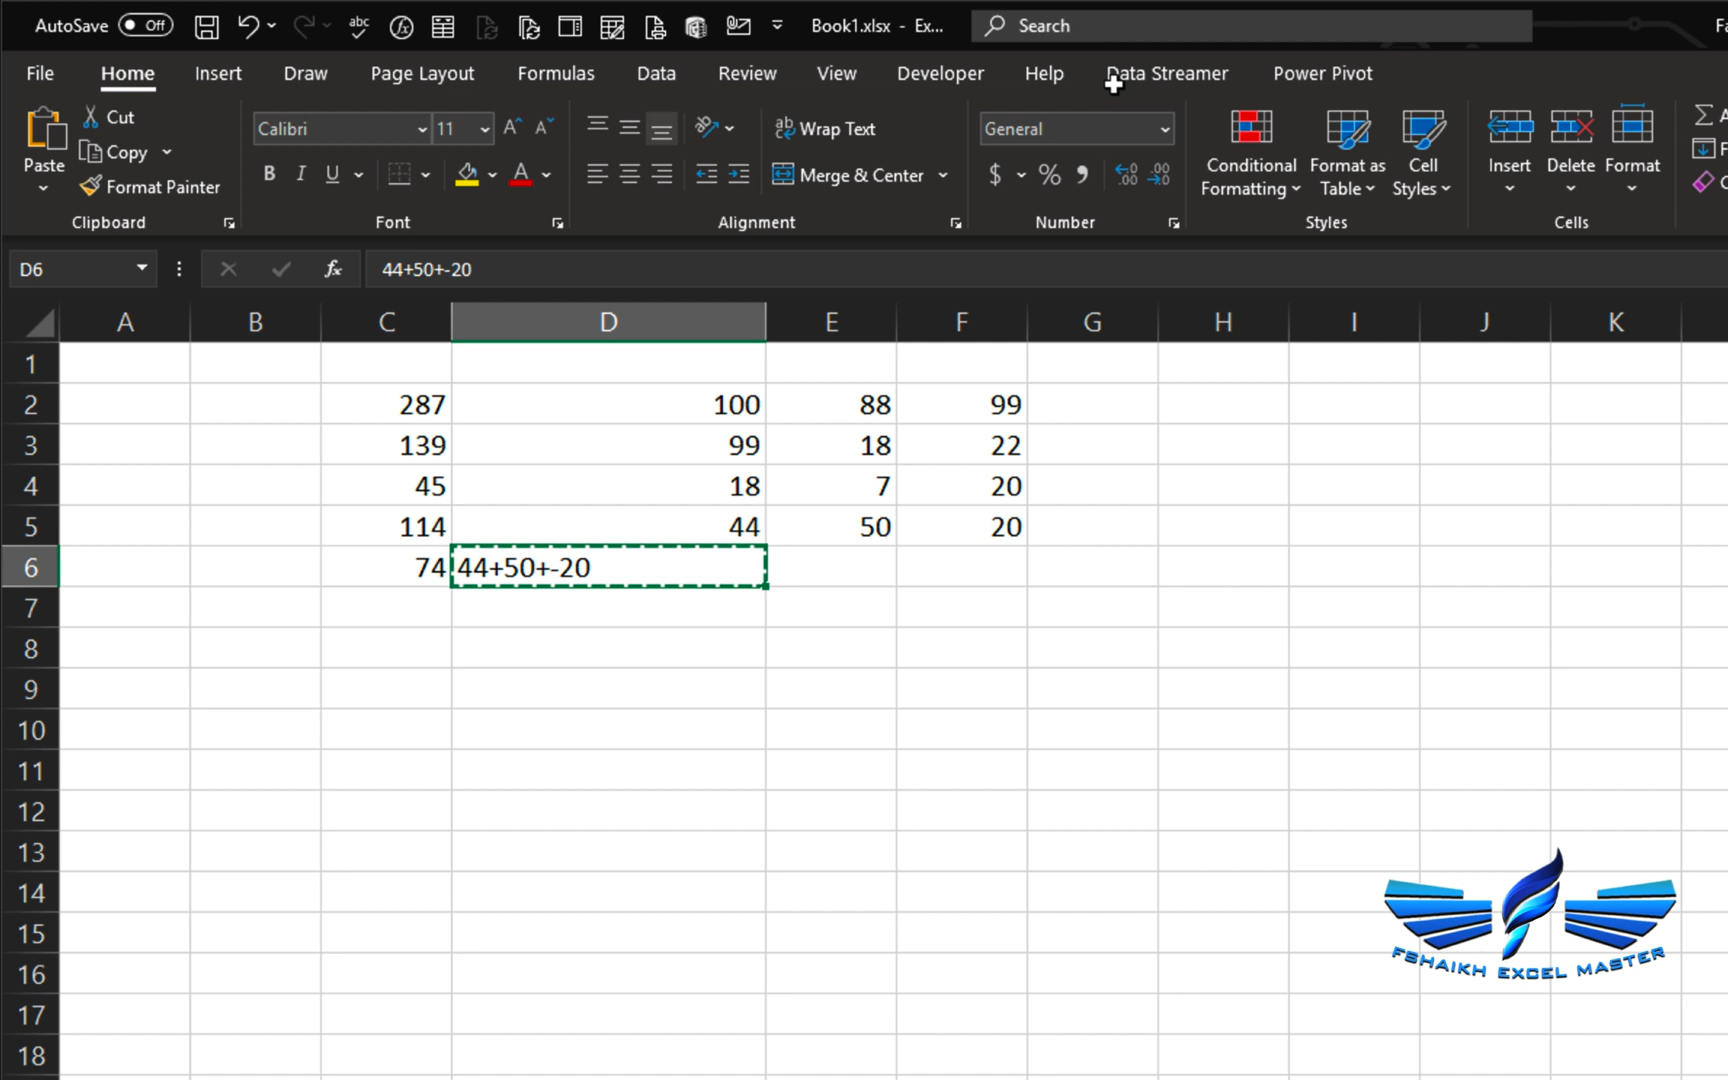 AutoSave Off abc Book1.xlsx - Ex... Search
File Home Insert Draw Page Layout Formulas Data Review View Developer Help Data Streamer Power Pivot
Paste
Cut
Copy
Format Painter
Clipboard
Calibri 11
B I U A
Font
Wrap Text
Merge & Center
Alignment
General
$ % 9
Number
Conditional Formatting
Format as Table
Cell Styles
Styles
Insert Delete Format
Cells
D6 fx 44+50+-20
A B C D E F G H I J K
1
2 287 100 88 99
3 139 99 18 22
4 45 18 7 20
5 114 44 50 20
6 74 44+50+-20
7
8
9
10
11
12
13
14
15
16
17
18
FSHAIKH EXCEL MASTER